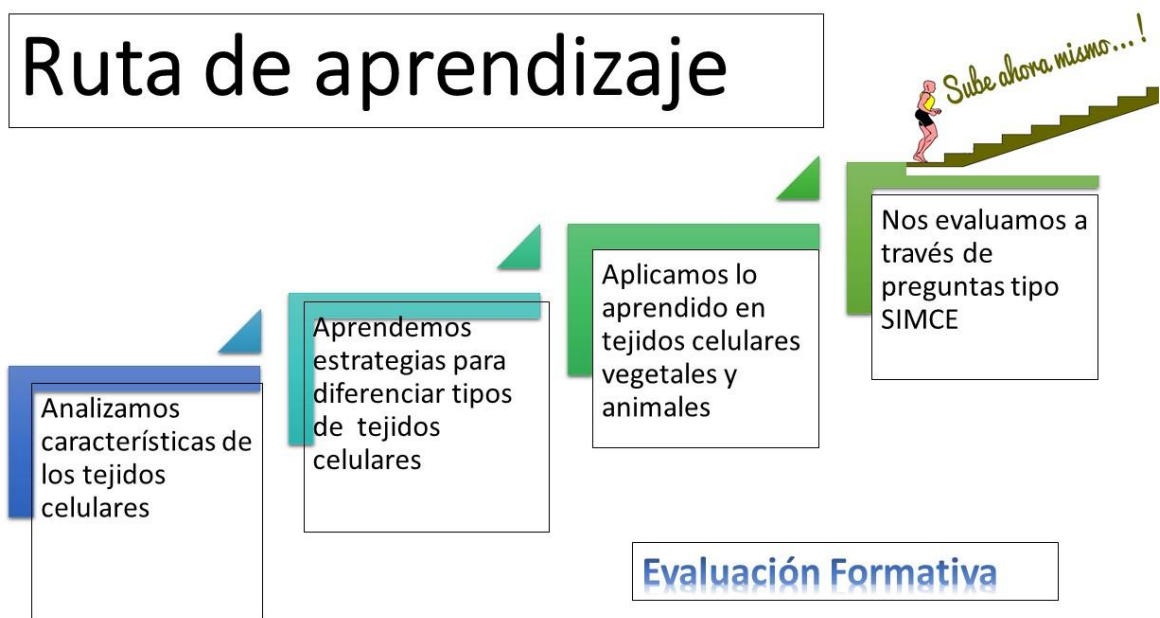 Ruta de aprendizaje
Sube ahora mismo...!
Analizamos
características de
los tejidos
celulares
Aprendemos
estrategias para
diferenciar tipos
de tejidos
celulares
Aplicamos lo
aprendido en
tejidos celulares
vegetales y
animales
Nos evaluamos a
través de
preguntas tipo
SIMCE
Evaluación Formativa